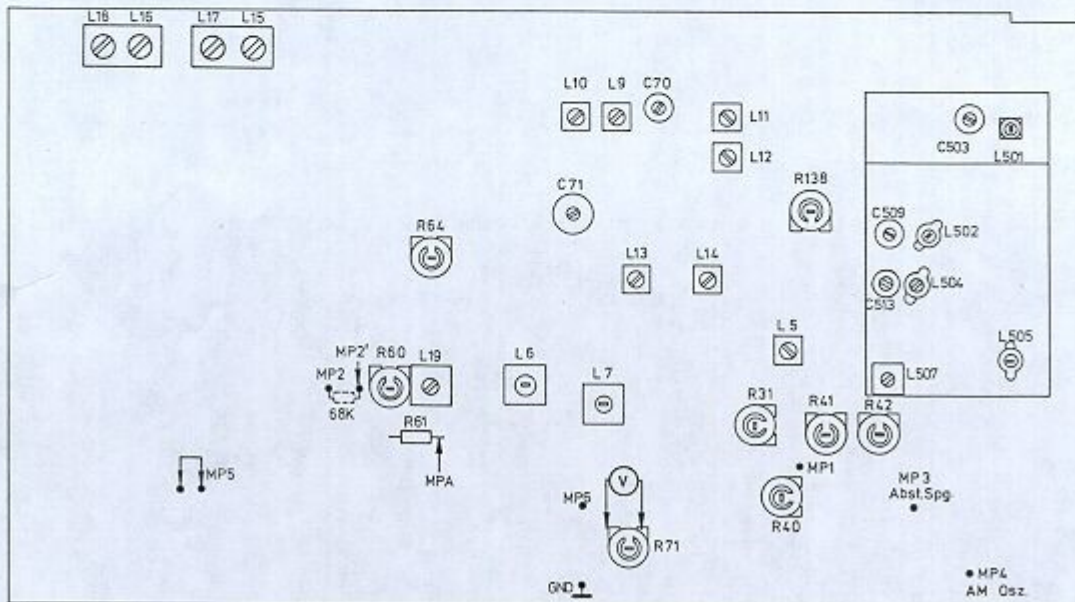 L18 L16 L17 L15
L10 L9 C70
L11
C503
L501
L12
R138
C71
R64
C509
L502
L13 L14
C513
L504
L5
L505
MP2' R60 L19 L6
MP2
L7
L507
68K
R31 R41 R42
R61
MP1
MP5
MPA
V
MP3
Abst.Spg.
MP6
R40
R71
GND
MP4
AM Osz.